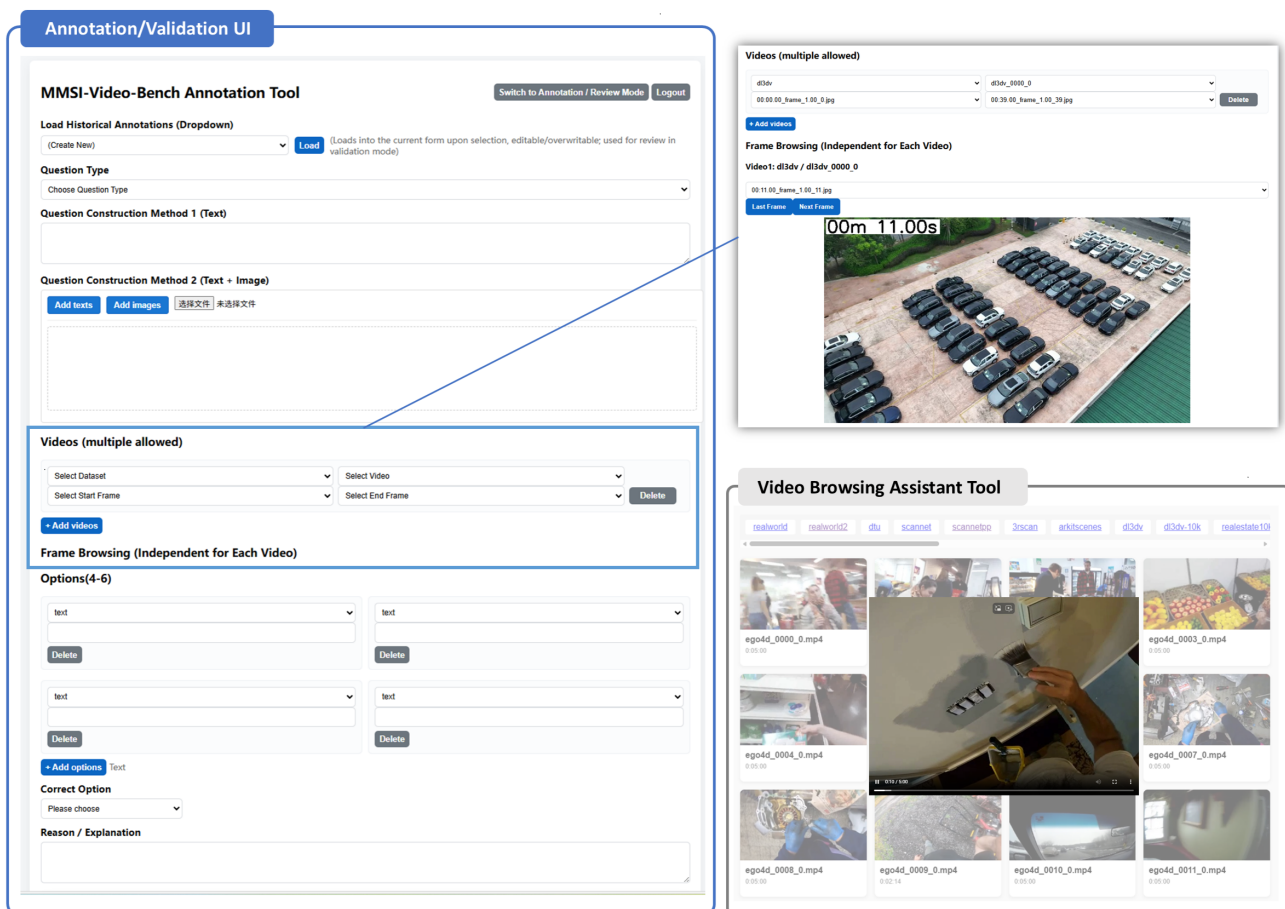 Annotation/Validation UI
MMSI-Video-Bench Annotation Tool
Switch to Annotation / Review Mode
Logout
Load Historical Annotations (Dropdown)
(Create New)
Load
(Loads into the current form upon selection, editable/overwritable; used for review in
validation mode)
Question Type
Choose Question Type
Question Construction Method 1 (Text)
Question Construction Method 2 (Text + Image)
Add texts
Add images
选择文件 未选择文件
Videos (multiple allowed)
Select Dataset
Select Video
Select Start Frame
Select End Frame
Delete
+ Add videos
Frame Browsing (Independent for Each Video)
Options(4-6)
text
text
Delete
Delete
text
text
Delete
Delete
+ Add options Text
Correct Option
Please choose
Reason / Explanation
Videos (multiple allowed)
dl3dv
dl3dv_0000_0
00:00.00_frame_1.00_0.jpg
00:39.00_frame_1.00_39.jpg
Delete
+ Add videos
Frame Browsing (Independent for Each Video)
Video1: dl3dv / dl3dv_0000_0
00:11.00_frame_1.00_11.jpg
Last Frame
Next Frame
00m 11.00s
Video Browsing Assistant Tool
realworld realworld2 dtu scannet scannetpp 3rscan arkitscenes dl3dv dl3dv-10k realestate10k
ego4d_0000_0.mp4
0:05:00
ego4d_0003_0.mp4
0:05:00
ego4d_0004_0.mp4
0:05:00
ego4d_0007_0.mp4
0:05:00
0:10 / 5:00
ego4d_0008_0.mp4
0:05:00
ego4d_0009_0.mp4
0:02:14
ego4d_0010_0.mp4
0:05:00
ego4d_0011_0.mp4
0:05:00